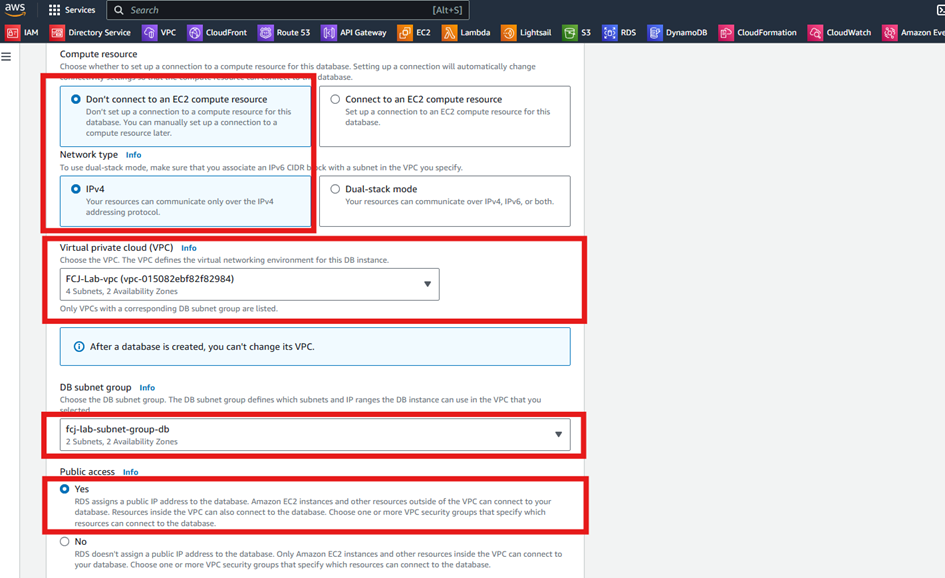 aws
Services
Search
[Alt+S]
IAM
Directory Service
VPC
CloudFront
Route 53
API Gateway
EC2
Lambda
Lightsail
S3
RDS
DynamoDB
CloudFormation
CloudWatch
Amazon Eve
Compute resource
Choose whether to set up a connection to a compute resource for this database. Setting up a connection will automatically change
connectivity settings so that the compute resource can connect to this database.
Don't connect to an EC2 compute resource
Don't set up a connection to a compute resource for this
database. You can manually set up a connection to a
compute resource later.
Connect to an EC2 compute resource
Set up a connection to an EC2 compute resource for this
database.
Network type Info
To use dual-stack mode, make sure that you associate an IPv6 CIDR block with a subnet in the VPC you specify.
IPv4
Your resources can communicate only over the IPv4
addressing protocol.
Dual-stack mode
Your resources can communicate over IPv4, IPv6, or both.
Virtual private cloud (VPC) Info
Choose the VPC. The VPC defines the virtual networking environment for this DB instance.
FCJ-Lab-vpc (vpc-015082ebf82f82984)
4 Subnets, 2 Availability Zones
Only VPCs with a corresponding DB subnet group are listed.
After a database is created, you can't change its VPC.
DB subnet group Info
Choose the DB subnet group. The DB subnet group defines which subnets and IP ranges the DB instance can use in the VPC that you
selected.
fcj-lab-subnet-group-db
2 Subnets, 2 Availability Zones
Public access Info
Yes
RDS assigns a public IP address to the database. Amazon EC2 instances and other resources outside of the VPC can connect to your
database. Resources inside the VPC can also connect to the database. Choose one or more VPC security groups that specify which
resources can connect to the database.
No
RDS doesn't assign a public IP address to the database. Only Amazon EC2 instances and other resources inside the VPC can connect to
your database. Choose one or more VPC security groups that specify which resources can connect to the database.